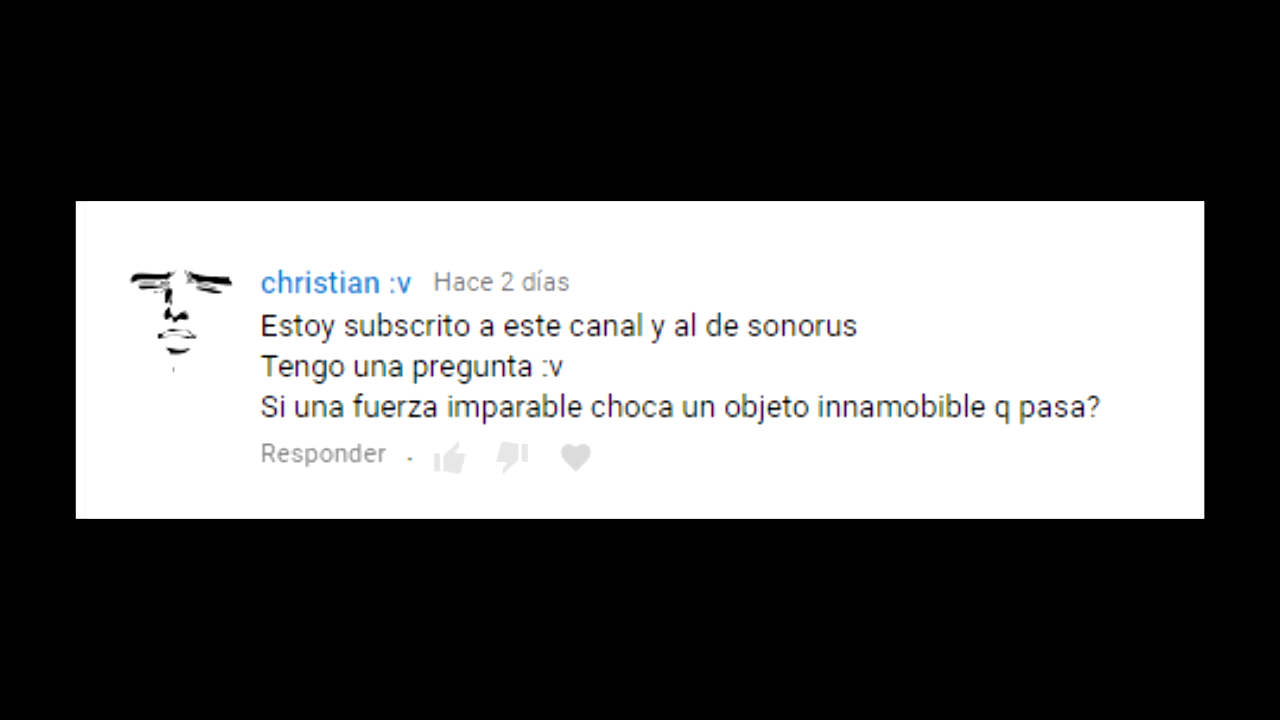 christian :v Hace 2 días
Estoy subscrito a este canal y al de sonorus
Tengo una pregunta :v
Si una fuerza imparable choca un objeto innamobible q pasa?
Responder .